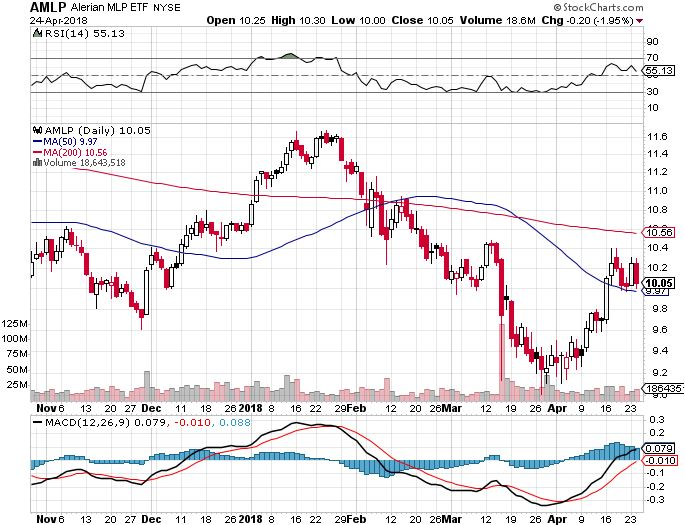 AMLP Alerian MLP ETF NYSE © StockCharts.com
24-Apr-2018 Open 10.25 High 10.30 Low 10.00 Close 10.05 Volume 18.6M Chg -0.20 (-1.95%)
RSI(14) 55.13
90
70
55.13
50
30
10
AMLP (Daily) 10.05
MA(50) 9.97
MA(200) 10.56
Volume 18,643,518
11.6
11.4
11.2
11.0
10.8
10.56
10.4
10.2
10.05
9.97
9.8
9.6
9.4
9.2
9.0
125M
100M
75M
50M
25M
1864351
Nov 6 13 20 27 Dec 11 18 26 2018 8 16 22 29 Feb 12 20 26 Mar 12 19 26 Apr 9 16 23
MACD(12,26,9) 0.079, -0.010, 0.088
0.3
0.2
0.079
-0.010
-0.1
-0.2
-0.3
Nov 6 13 20 27 Dec 11 18 26 2018 8 16 22 29 Feb 12 20 26 Mar 12 19 26 Apr 9 16 23